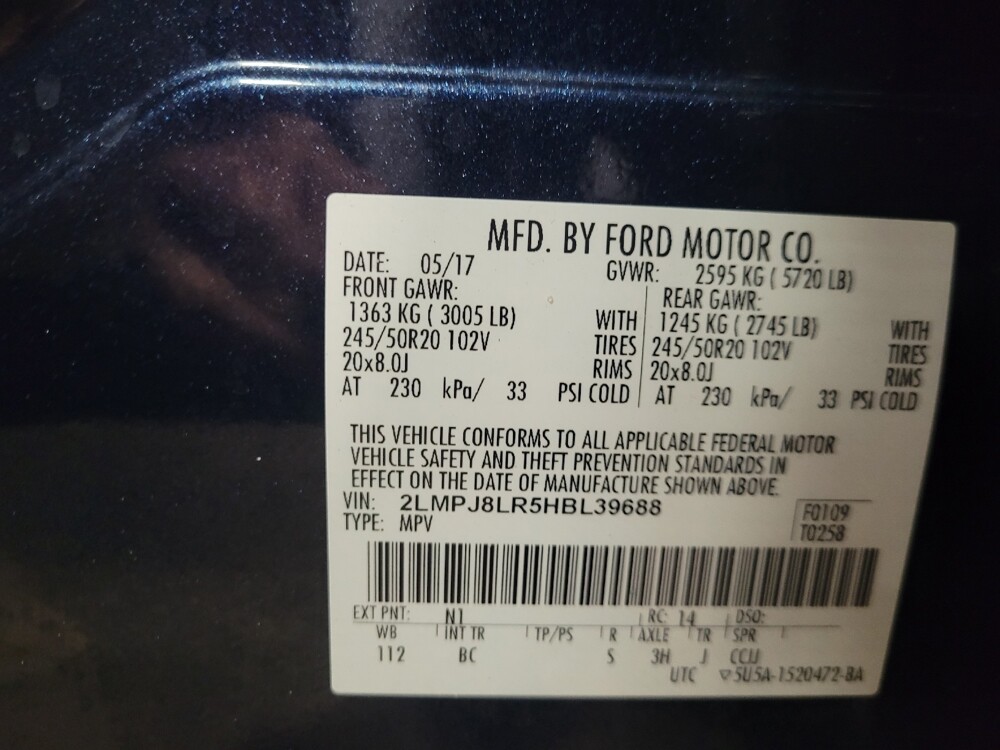 MFD. BY FORD MOTOR CO.
DATE: 05/17 GVWR: 2595 KG ( 5720 LB)
FRONT GAWR: REAR GAWR:
1363 KG ( 3005 LB) WITH 1245 KG ( 2745 LB) WITH
245/50R20 102V TIRES 245/50R20 102V TIRES
20x8.0J RIMS 20x8.0J RIMS
AT 230 kPa/ 33 PSI COLD AT 230 kPa/ 33 PSI COLD
THIS VEHICLE CONFORMS TO ALL APPLICABLE FEDERAL MOTOR
VEHICLE SAFETY AND THEFT PREVENTION STANDARDS IN
EFFECT ON THE DATE OF MANUFACTURE SHOWN ABOVE.
VIN: 2LMPJ8LR5HBL39688 F0109
TYPE: MPV T0258
EXT PNT: N1 RC: 14 DSO:
WB INT TR TP/PS R AXLE TR SPR
112 BC S 3H J CCJJ
UTC ▽5U5A-1520472-BA